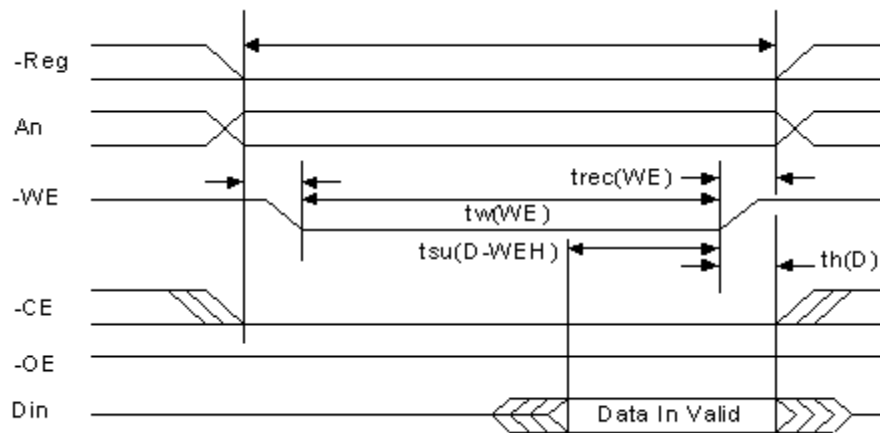 -Reg
An
trec(WE)
-WE
tw(WE)
tsu(D-WEH)
th(D)
-CE
-OE
Din
Data In Valid